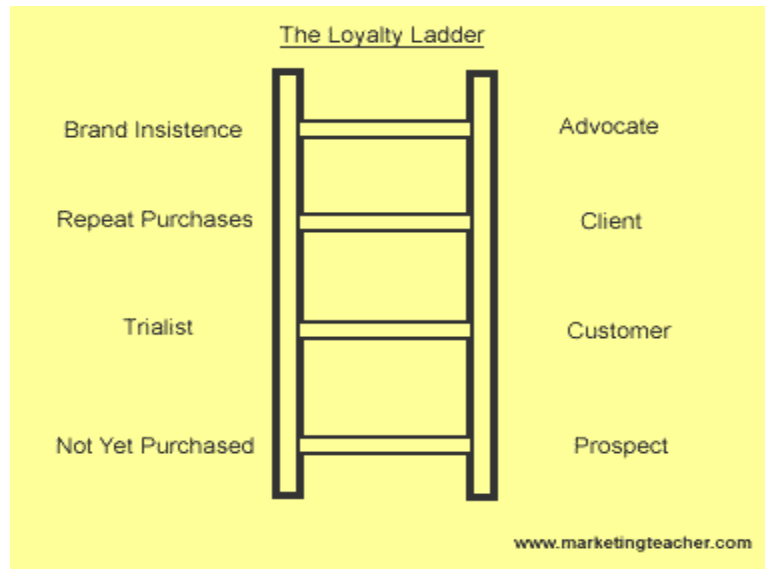 The Loyalty Ladder
Brand Insistence
Advocate
Repeat Purchases
Client
Trialist
Customer
Not Yet Purchased
Prospect
www.marketingteacher.com